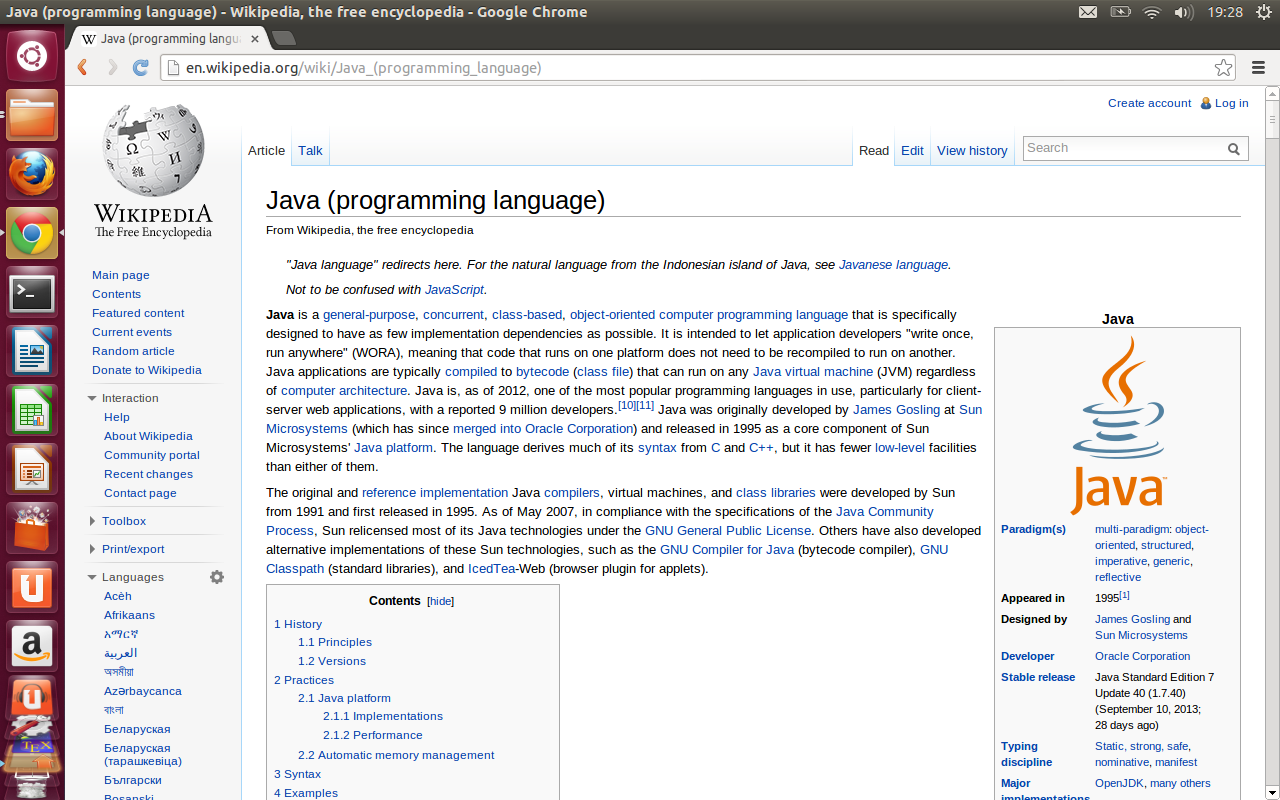 Java (programming language) - Wikipedia, the free encyclopedia - Google Chrome
19:28
Java (programming langu
en.wikipedia.org/wiki/Java_(programming_language)
Create account
Log in
Article
Talk
Read
Edit
View history
Search
WIKIPEDIA
The Free Encyclopedia
Main page
Contents
Featured content
Current events
Random article
Donate to Wikipedia
Interaction
Help
About Wikipedia
Community portal
Recent changes
Contact page
Toolbox
Print/export
Languages
Acèh
Afrikaans
አማርኛ
العربية
অসমীয়া
Azərbaycanca
বাংলা
Беларуская
Беларуская
(тарашкевіца)
Български
Bosanski
Java (programming language)
From Wikipedia, the free encyclopedia
"Java language" redirects here. For the natural language from the Indonesian island of Java, see Javanese language.
Not to be confused with JavaScript.
Java is a general-purpose, concurrent, class-based, object-oriented computer programming language that is specifically
designed to have as few implementation dependencies as possible. It is intended to let application developers "write once,
run anywhere" (WORA), meaning that code that runs on one platform does not need to be recompiled to run on another.
Java applications are typically compiled to bytecode (class file) that can run on any Java virtual machine (JVM) regardless
of computer architecture. Java is, as of 2012, one of the most popular programming languages in use, particularly for client-
server web applications, with a reported 9 million developers.[10][11] Java was originally developed by James Gosling at Sun
Microsystems (which has since merged into Oracle Corporation) and released in 1995 as a core component of Sun
Microsystems' Java platform. The language derives much of its syntax from C and C++, but it has fewer low-level facilities
than either of them.
The original and reference implementation Java compilers, virtual machines, and class libraries were developed by Sun
from 1991 and first released in 1995. As of May 2007, in compliance with the specifications of the Java Community
Process, Sun relicensed most of its Java technologies under the GNU General Public License. Others have also developed
alternative implementations of these Sun technologies, such as the GNU Compiler for Java (bytecode compiler), GNU
Classpath (standard libraries), and IcedTea-Web (browser plugin for applets).
Contents [hide]
1 History
1.1 Principles
1.2 Versions
2 Practices
2.1 Java platform
2.1.1 Implementations
2.1.2 Performance
2.2 Automatic memory management
3 Syntax
4 Examples
Java
Java™
Paradigm(s) multi-paradigm: object-
oriented, structured,
imperative, generic,
reflective
Appeared in 1995[1]
Designed by James Gosling and
Sun Microsystems
Developer Oracle Corporation
Stable release Java Standard Edition 7
Update 40 (1.7.40)
(September 10, 2013;
28 days ago)
Typing Static, strong, safe,
discipline nominative, manifest
Major OpenJDK, many others
implementations